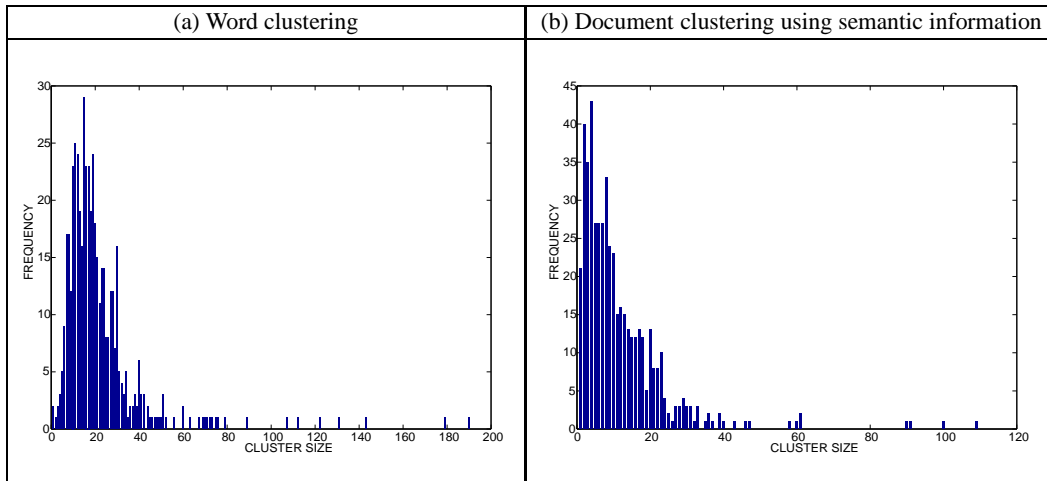 (a) Word clustering
(b) Document clustering using semantic information
30
25
20
15
10
5
0
FREQUENCY
0 20 40 60 80 100 120 140 160 180 200
CLUSTER SIZE
45
40
35
30
25
20
15
10
5
0
FREQUENCY
0 20 40 60 80 100 120
CLUSTER SIZE